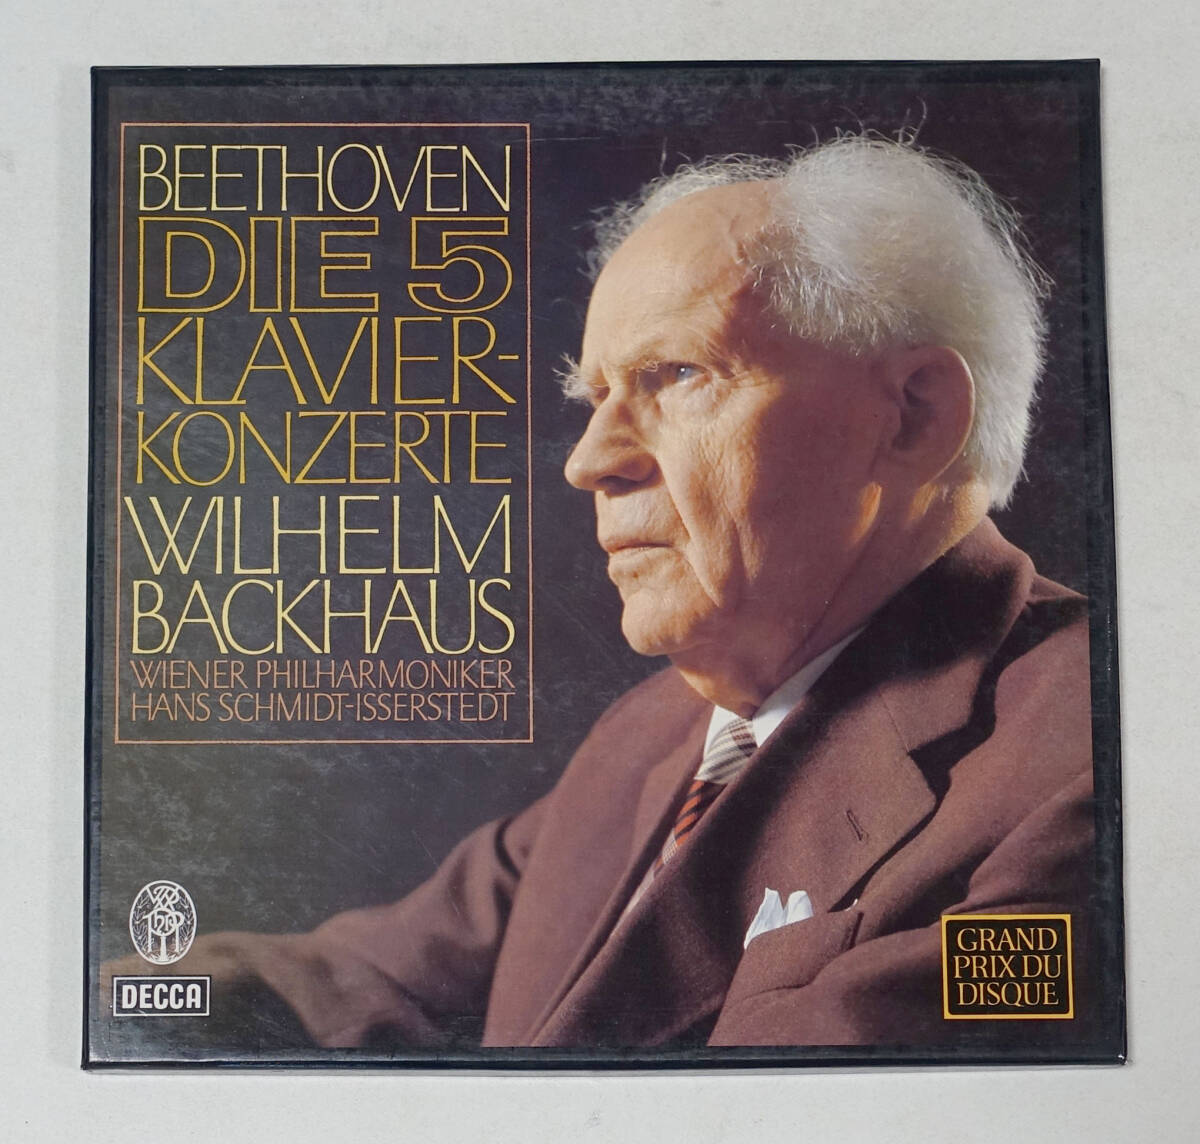 BEETHOVEN
DIE 5
KLAVIER-
KONZERTE
WILHELM
BACKHAUS
WIENER PHILHARMONIKER
HANS SCHMIDT-ISSERSTEDT
DECCA
GRAND
PRIX DU
DISQUE